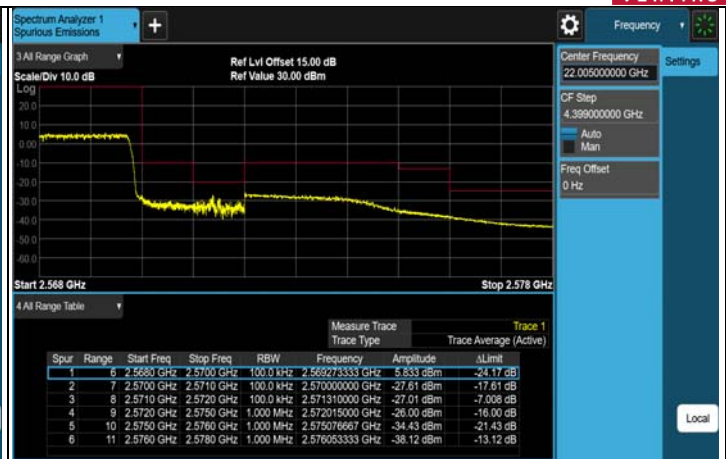 Spectrum Analyzer 1
Spurious Emissions
+
Frequency
3 All Range Graph
Scale/Div 10.0 dB
Ref Lvl Offset 15.00 dB
Ref Value 30.00 dBm
Log
20.0
10.0
0.00
-10.0
-20.0
-30.0
-40.0
-50.0
-60.0
Start 2.568 GHz
Stop 2.578 GHz
4 All Range Table
Measure Trace Trace 1
Trace Type Trace Average (Active)
Spur Range Start Freq Stop Freq RBW Frequency Amplitude ΔLimit
1 6 2.5680 GHz 2.5700 GHz 100.0 kHz 2.569273333 GHz 5.833 dBm -24.17 dB
2 7 2.5700 GHz 2.5710 GHz 100.0 kHz 2.570000000 GHz -27.61 dBm -17.61 dB
3 8 2.5710 GHz 2.5720 GHz 100.0 kHz 2.571310000 GHz -27.01 dBm -7.008 dB
4 9 2.5720 GHz 2.5750 GHz 1.000 MHz 2.572015000 GHz -26.00 dBm -16.00 dB
5 10 2.5750 GHz 2.5760 GHz 1.000 MHz 2.575076667 GHz -34.43 dBm -21.43 dB
6 11 2.5760 GHz 2.5780 GHz 1.000 MHz 2.576053333 GHz -38.12 dBm -13.12 dB
Center Frequency
22.005000000 GHz
Settings
CF Step
4.399000000 GHz
Auto
Man
Freq Offset
0 Hz
Local